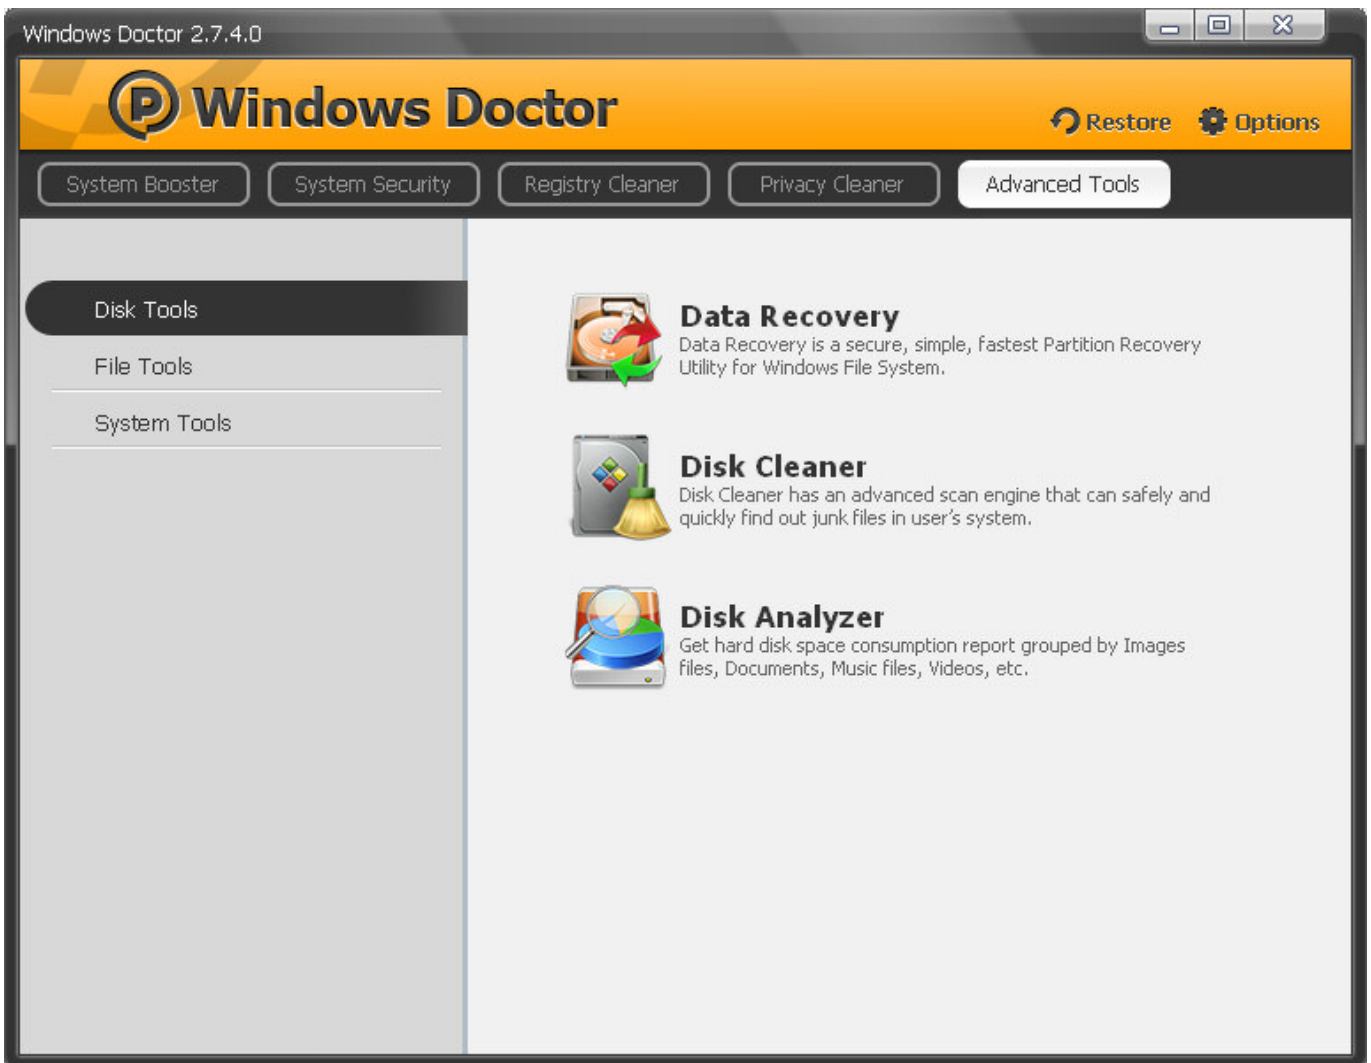 Windows Doctor 2.7.4.0
Windows Doctor
Restore
Options
System Booster
System Security
Registry Cleaner
Privacy Cleaner
Advanced Tools
Disk Tools
File Tools
System Tools
Data Recovery
Data Recovery is a secure, simple, fastest Partition Recovery
Utility for Windows File System.
Disk Cleaner
Disk Cleaner has an advanced scan engine that can safely and
quickly find out junk files in user's system.
Disk Analyzer
Get hard disk space consumption report grouped by Images
files, Documents, Music files, Videos, etc.